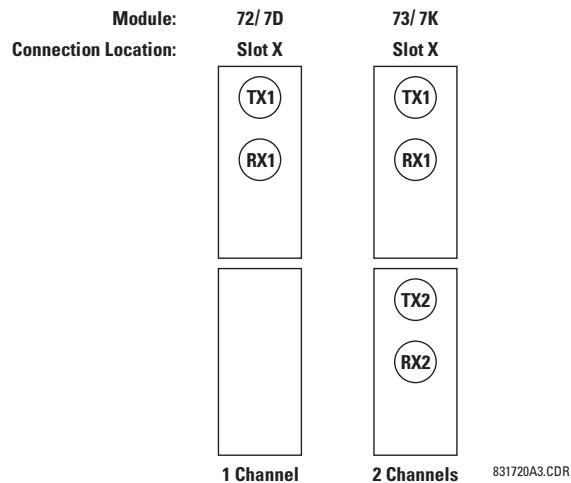 Module: 72/ 7D 73/ 7K
Connection Location: Slot X Slot X
TX1 TX1
RX1 RX1
TX2
RX2
1 Channel 2 Channels 831720A3.CDR